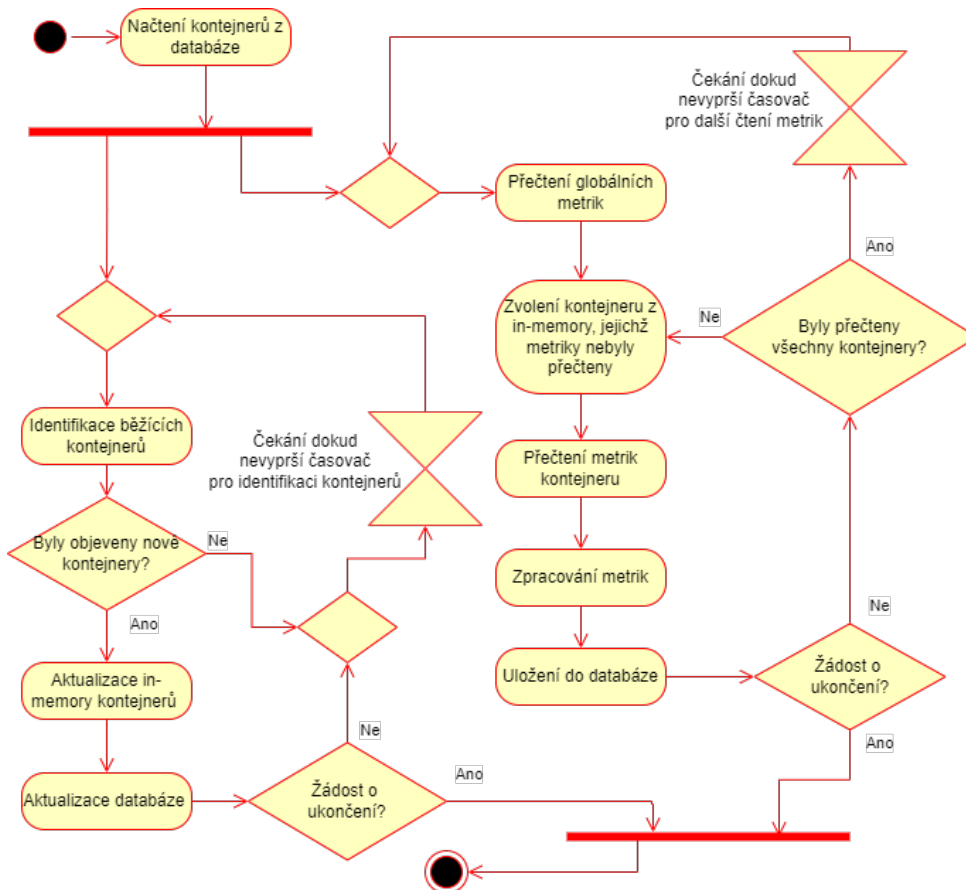 Načtení kontejnerů z
databáze
Čekání dokud
nevyprší časovač
pro další čtení metrik
Přečtení globálních
metrik
Ano
Zvolení kontejneru z
in-memory, jejichž
metriky nebyly
přečteny
Ne
Byly přečteny
všechny kontejnery?
Identifikace běžících
kontejnerů
Čekání dokud
nevyprší časovač
pro identifikaci kontejnerů
Přečtení metrik
kontejneru
Byly objeveny nové
kontejnery?
Ne
Zpracování metrik
Ano
Ne
Aktualizace in-
memory kontejnerů
Uložení do databáze
Žádost o
ukončení?
Ne
Ano
Aktualizace databáze
Žádost o
ukončení?
Ano